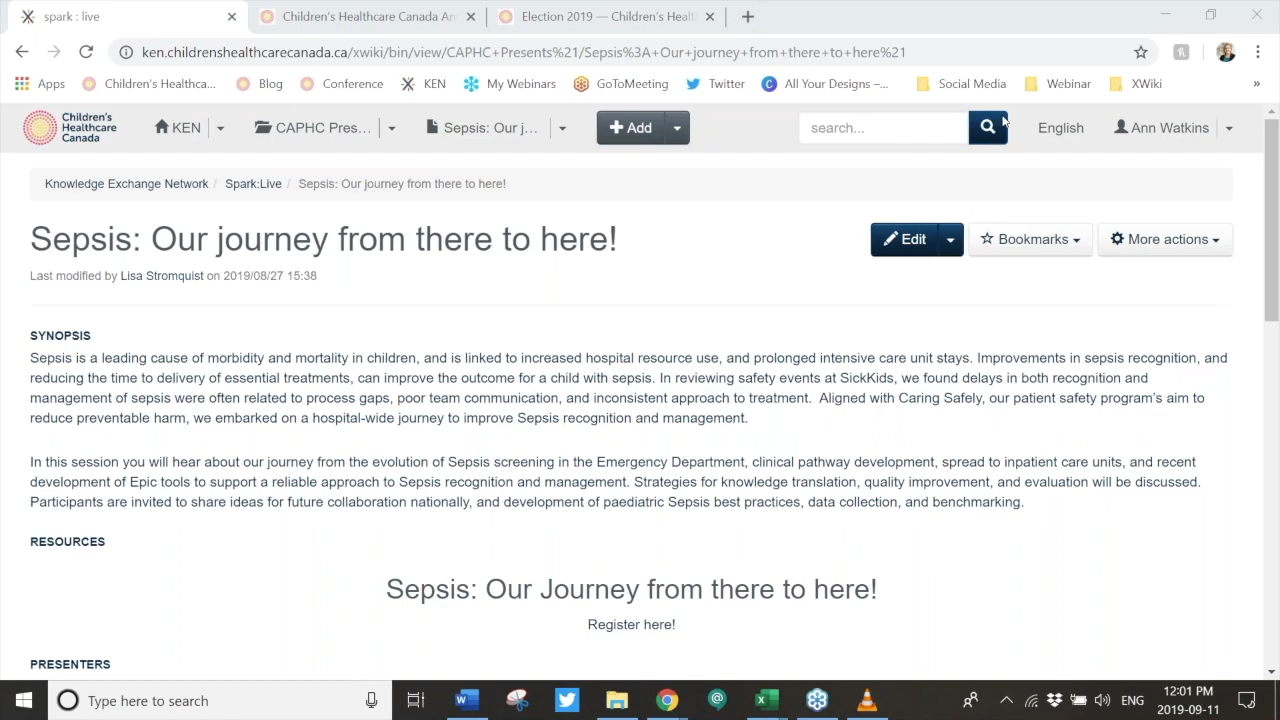 spark : live
Children's Healthcare Canada An
Election 2019 — Children's Healt
ken.childrenshealthcarecanada.ca/xwiki/bin/view/CAPHC+Presents%21/Sepsis%3A+Our+journey+from+there+to+here%21
Apps Children's Healthca... Blog Conference KEN My Webinars GoToMeeting Twitter All Your Designs –... Social Media Webinar XWiki »
Children's
Healthcare
Canada
KEN CAPHC Pres... Sepsis: Our j... Add search... English Ann Watkins
Knowledge Exchange Network / Spark:Live / Sepsis: Our journey from there to here!
Sepsis: Our journey from there to here!
Edit Bookmarks More actions
Last modified by Lisa Stromquist on 2019/08/27 15:38
SYNOPSIS
Sepsis is a leading cause of morbidity and mortality in children, and is linked to increased hospital resource use, and prolonged intensive care unit stays. Improvements in sepsis recognition, and
reducing the time to delivery of essential treatments, can improve the outcome for a child with sepsis. In reviewing safety events at SickKids, we found delays in both recognition and
management of sepsis were often related to process gaps, poor team communication, and inconsistent approach to treatment. Aligned with Caring Safely, our patient safety program's aim to
reduce preventable harm, we embarked on a hospital-wide journey to improve Sepsis recognition and management.
In this session you will hear about our journey from the evolution of Sepsis screening in the Emergency Department, clinical pathway development, spread to inpatient care units, and recent
development of Epic tools to support a reliable approach to Sepsis recognition and management. Strategies for knowledge translation, quality improvement, and evaluation will be discussed.
Participants are invited to share ideas for future collaboration nationally, and development of paediatric Sepsis best practices, data collection, and benchmarking.
RESOURCES
Sepsis: Our Journey from there to here!
Register here!
PRESENTERS
Type here to search
ENG
12:01 PM
2019-09-11